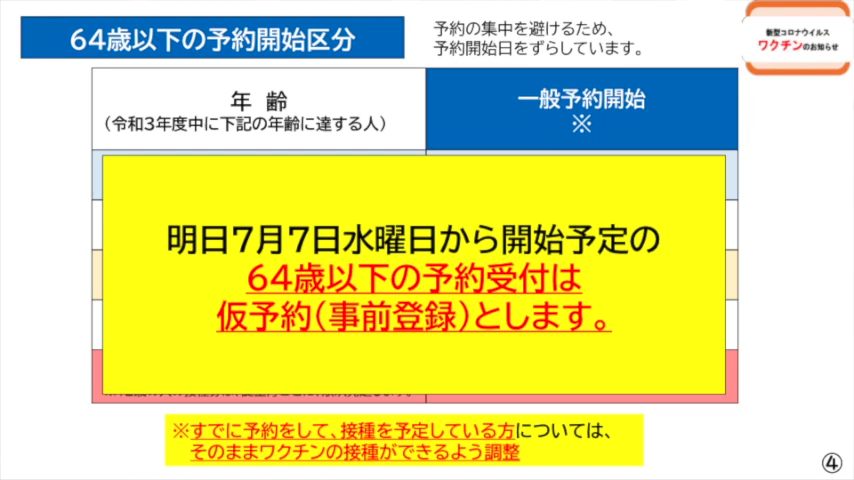 64歳以下の予約開始区分
予約の集中を避けるため、
予約開始日をずらしています。
新型コロナウイルス
ワクチンのお知らせ
年 齢
（令和3年度中に下記の年齢に達する人）
一般予約開始
※
明日7月7日水曜日から開始予定の
64歳以下の予約受付は
仮予約（事前登録）とします。
※すでに予約をして、接種を予定している方については、
そのままワクチンの接種ができるよう調整
④